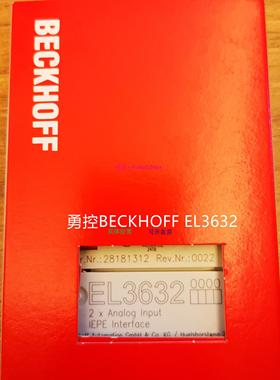 BECKHOFF
勇控BECKHOFF EL3632
r.Nr.:28181312 Rev.Nr.:0022
EL3632
0000
2 x Analog Input
IEPE Interface